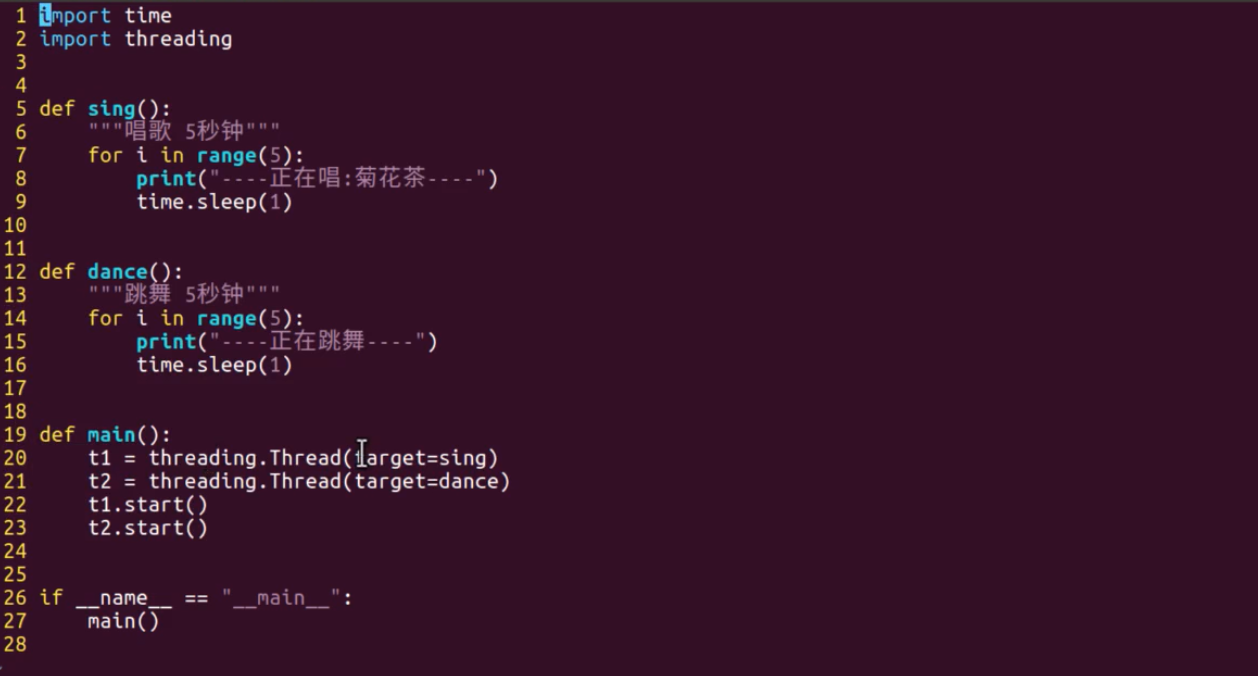 1 import time
2 import threading
3
4
5 def sing():
6     """唱歌 5秒钟"""
7     for i in range(5):
8         print("----正在唱:菊花茶----")
9         time.sleep(1)
10
11
12 def dance():
13     """跳舞 5秒钟"""
14     for i in range(5):
15         print("----正在跳舞----")
16         time.sleep(1)
17
18
19 def main():
20     t1 = threading.Thread(target=sing)
21     t2 = threading.Thread(target=dance)
22     t1.start()
23     t2.start()
24
25
26 if __name__ == "__main__":
27     main()
28